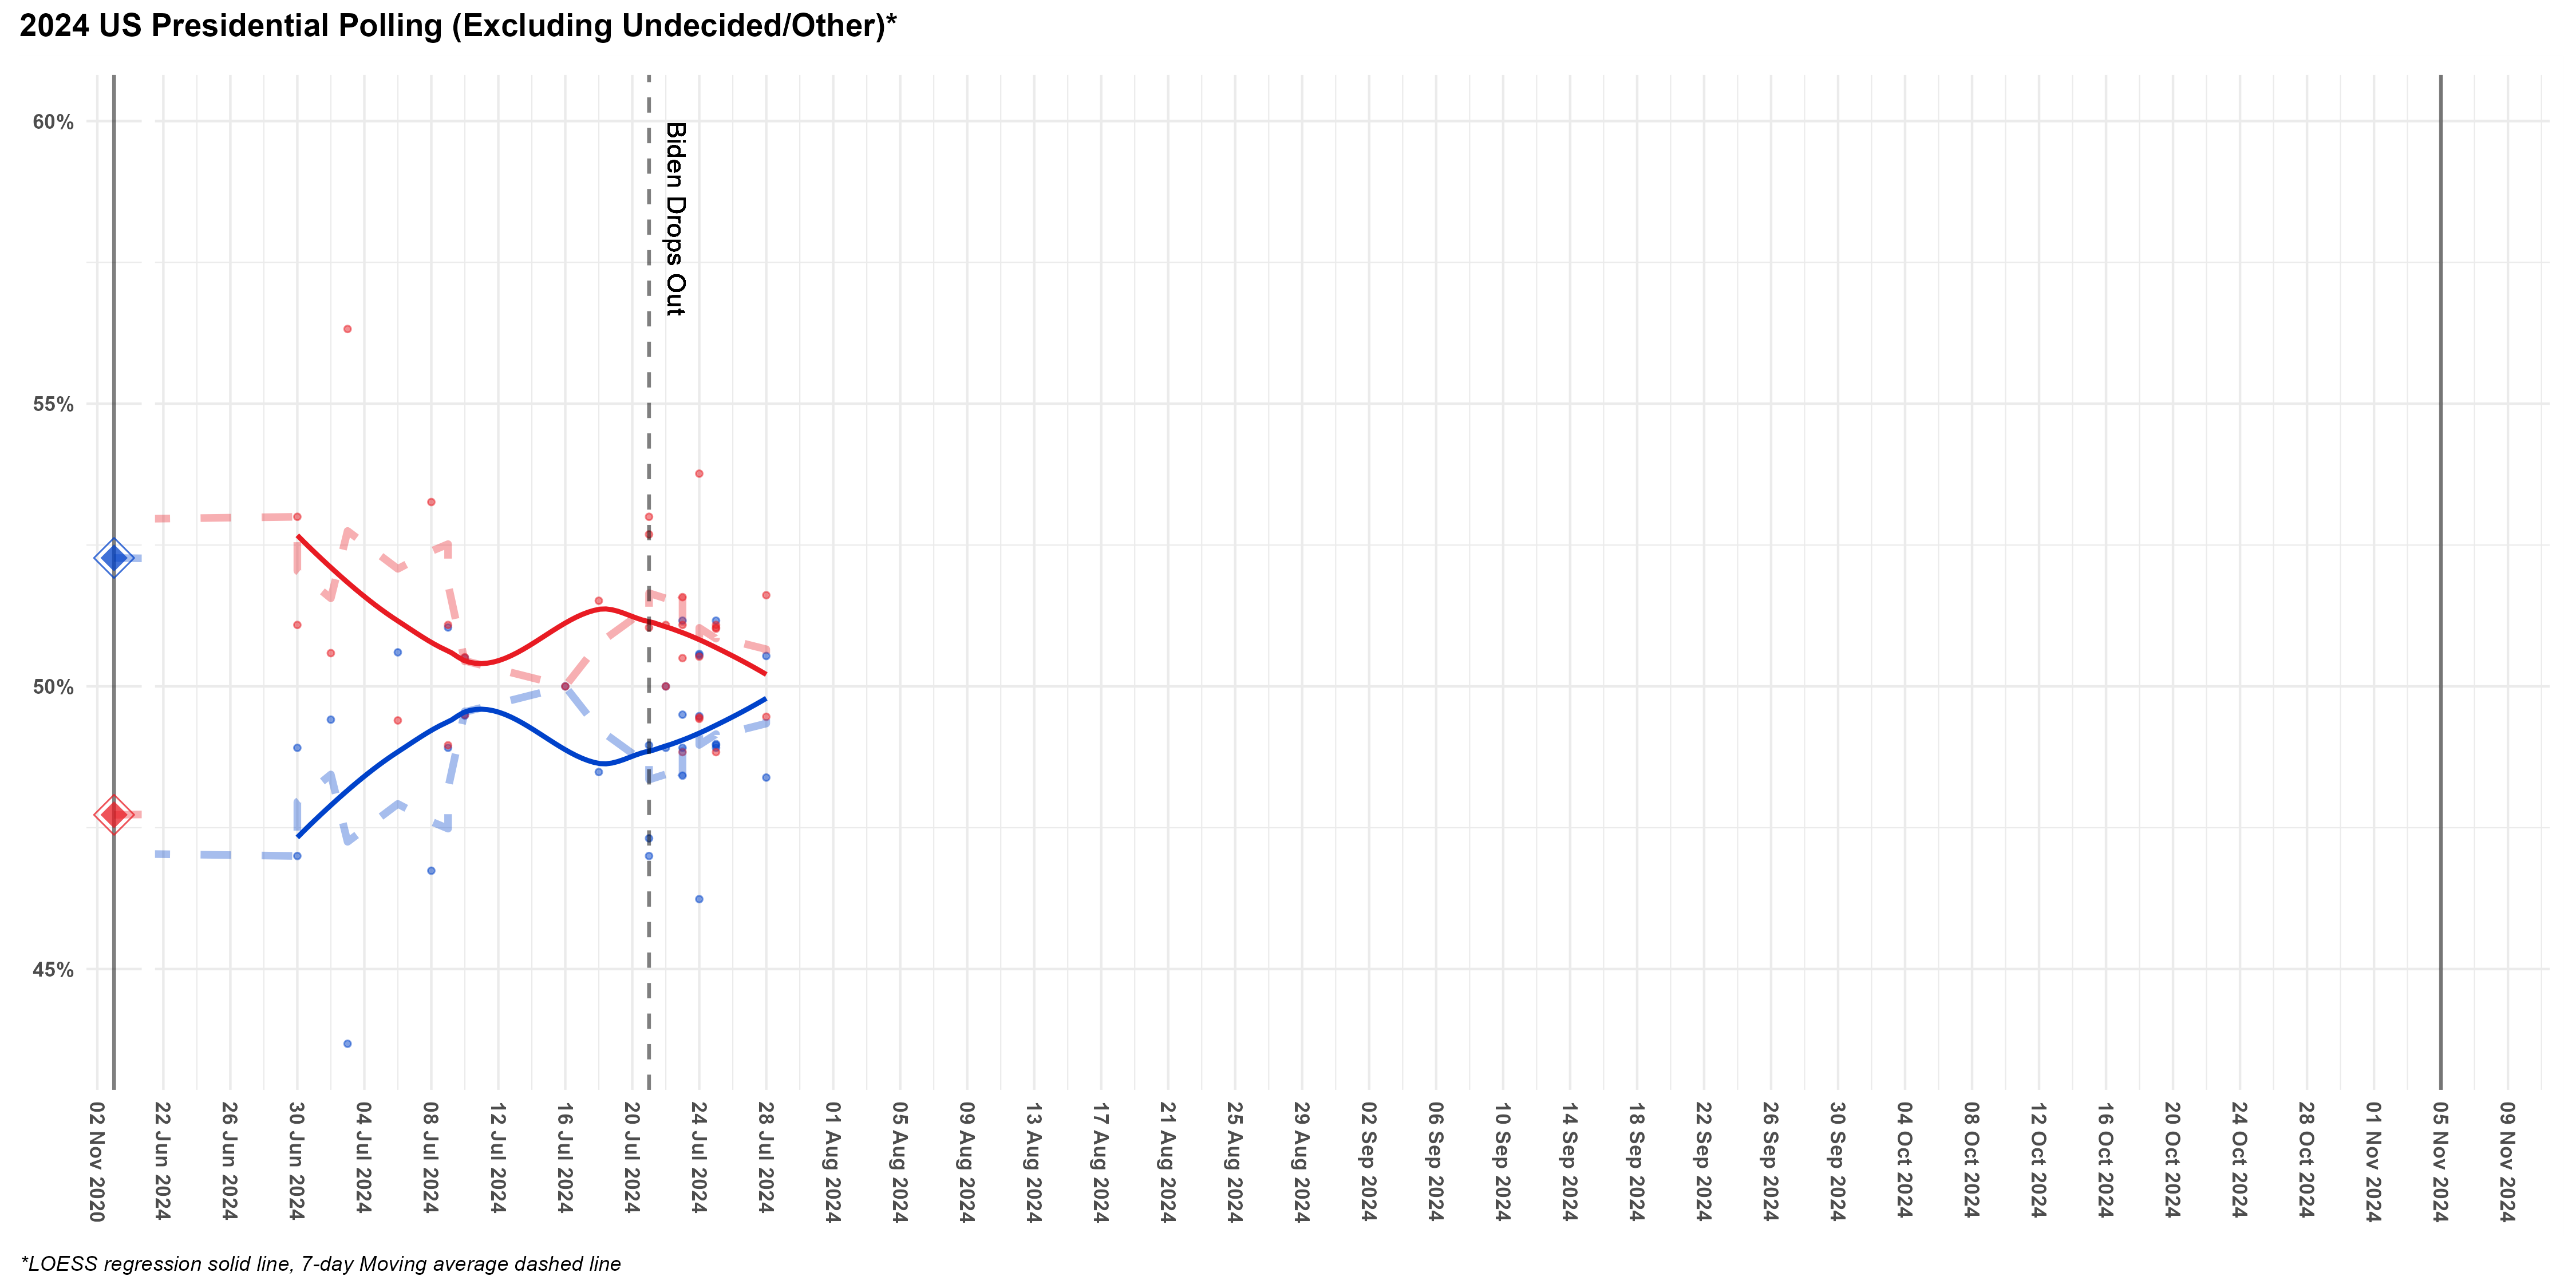 2024 US Presidential Polling (Excluding Undecided/Other)*
60%
55%
50%
45%
Biden Drops Out
02 Nov 2020
22 Jun 2024
26 Jun 2024
30 Jun 2024
04 Jul 2024
08 Jul 2024
12 Jul 2024
16 Jul 2024
20 Jul 2024
24 Jul 2024
28 Jul 2024
01 Aug 2024
05 Aug 2024
09 Aug 2024
13 Aug 2024
17 Aug 2024
21 Aug 2024
25 Aug 2024
29 Aug 2024
02 Sep 2024
06 Sep 2024
10 Sep 2024
14 Sep 2024
18 Sep 2024
22 Sep 2024
26 Sep 2024
30 Sep 2024
04 Oct 2024
08 Oct 2024
12 Oct 2024
16 Oct 2024
20 Oct 2024
24 Oct 2024
28 Oct 2024
01 Nov 2024
05 Nov 2024
09 Nov 2024
*LOESS regression solid line, 7-day Moving average dashed line